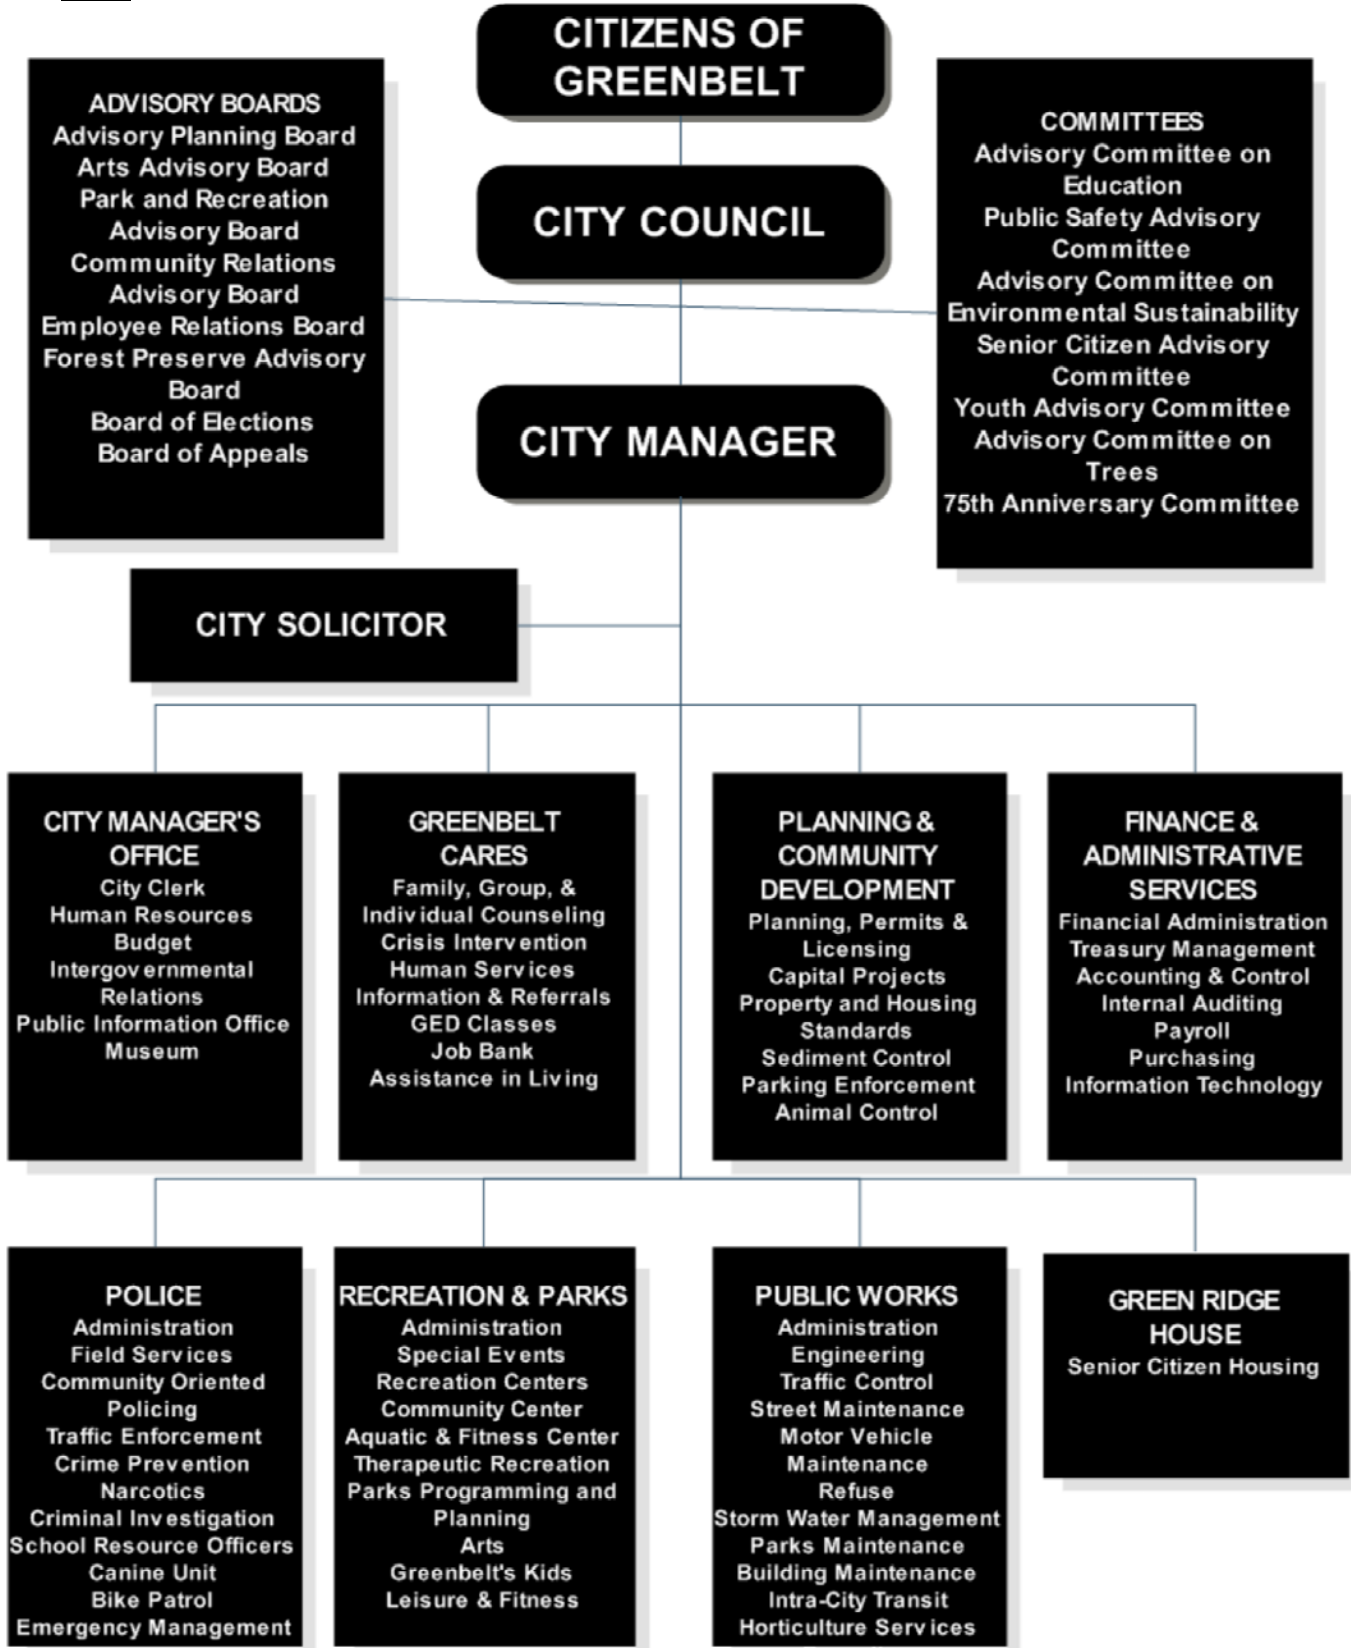 CITIZENS OF
GREENBELT
ADVISORY BOARDS
Advisory Planning Board
Arts Advisory Board
Park and Recreation
Advisory Board
Community Relations
Advisory Board
Employee Relations Board
Forest Preserve Advisory
Board
Board of Elections
Board of Appeals
CITY COUNCIL
COMMITTEES
Advisory Committee on
Education
Public Safety Advisory
Committee
Advisory Committee on
Environmental Sustainability
Senior Citizen Advisory
Committee
Youth Advisory Committee
Advisory Committee on
Trees
75th Anniversary Committee
CITY MANAGER
CITY SOLICITOR
CITY MANAGER'S
OFFICE
City Clerk
Human Resources
Budget
Intergovernmental
Relations
Public Information Office
Museum
GREENBELT
CARES
Family, Group, &
Individual Counseling
Crisis Intervention
Human Services
Information & Referrals
GED Classes
Job Bank
Assistance in Living
PLANNING &
COMMUNITY
DEVELOPMENT
Planning, Permits &
Licensing
Capital Projects
Property and Housing
Standards
Sediment Control
Parking Enforcement
Animal Control
FINANCE &
ADMINISTRATIVE
SERVICES
Financial Administration
Treasury Management
Accounting & Control
Internal Auditing
Payroll
Purchasing
Information Technology
POLICE
Administration
Field Services
Community Oriented
Policing
Traffic Enforcement
Crime Prevention
Narcotics
Criminal Investigation
School Resource Officers
Canine Unit
Bike Patrol
Emergency Management
RECREATION & PARKS
Administration
Special Events
Recreation Centers
Community Center
Aquatic & Fitness Center
Therapeutic Recreation
Parks Programming and
Planning
Arts
Greenbelt's Kids
Leisure & Fitness
PUBLIC WORKS
Administration
Engineering
Traffic Control
Street Maintenance
Motor Vehicle
Maintenance
Refuse
Storm Water Management
Parks Maintenance
Building Maintenance
Intra-City Transit
Horticulture Services
GREEN RIDGE
HOUSE
Senior Citizen Housing